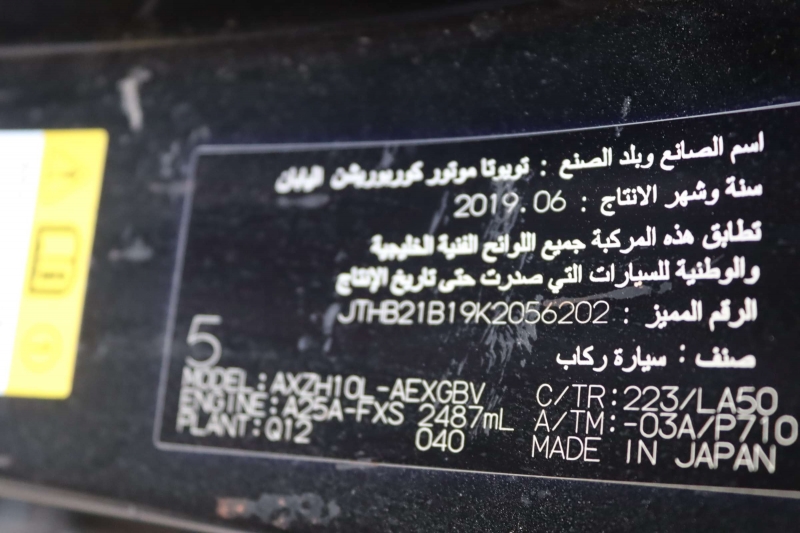 اسم الصانع وبلد الصنع : تويوتا موتور كوربوريشن اليابان
سنة وشهر الانتاج : 2019.06
تطابق هذه المركبة جميع اللوائح الفنية الخليجية
والوطنية للسيارات التي صدرت حتى تاريخ الإنتاج
الرقم المميز : JTHB21B19K2056202
صنف : سيارة ركاب
5
MODEL:AXZH10L-AEXGBV C/TR:223/LA50
ENGINE:A25A-FXS 2487mL A/TM:-03A/P710
PLANT:Q12 040 MADE IN JAPAN